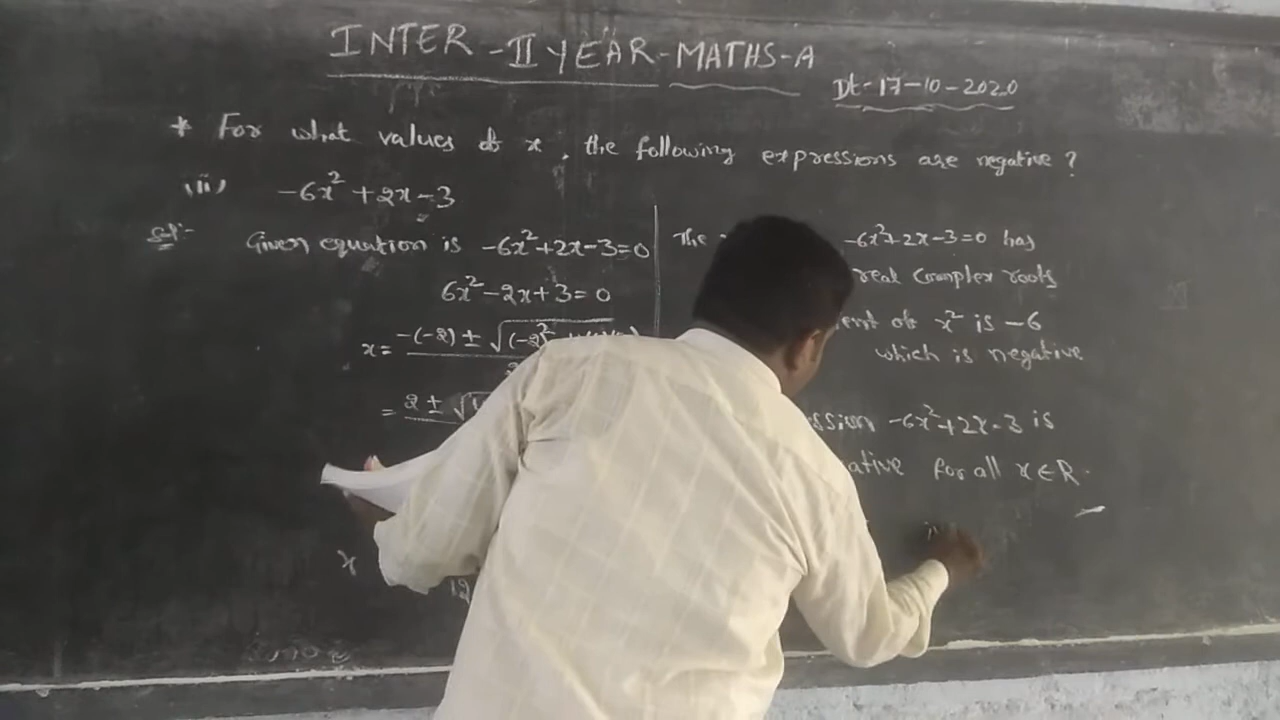 INTER - II YEAR - MATHS - A
Dt - 17-10-2020
* For what values of x, the following expressions are negative ?
(ii) -6x² + 2x - 3
Sol:- Given equation is -6x²+2x-3=0
6x²-2x+3=0
x = -(-2) ± √(-2)²
= 2 ± √
x
12
The -6x²+2x-3=0 has
real complex roots
of x² is -6
which is negative
-6x²+2x-3 is
for all x∈R.